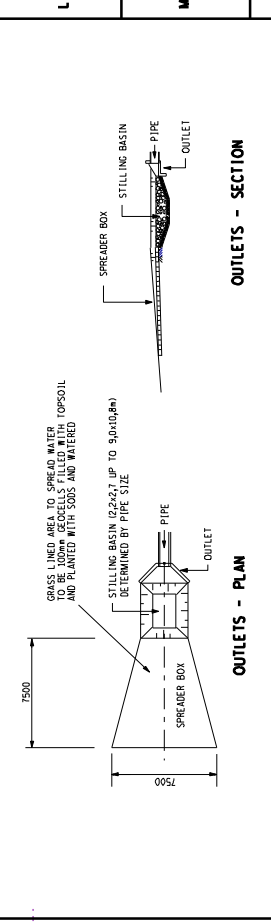 L
M
7500
7500
GRASS LINED AREA TO SPREAD WATER
TO BE 100mm GEOCELLS FILLED WITH TOPSOIL
AND PLANTED WITH SODS AND WATERED
STILLING BASIN (2,2x2,7 UP TO 9,0x10,8m)
DETERMINED BY PIPE SIZE
PIPE
OUTLET
SPREADER BOX
OUTLETS - PLAN
SPREADER BOX
STILLING BASIN
PIPE
OUTLET
OUTLETS - SECTION